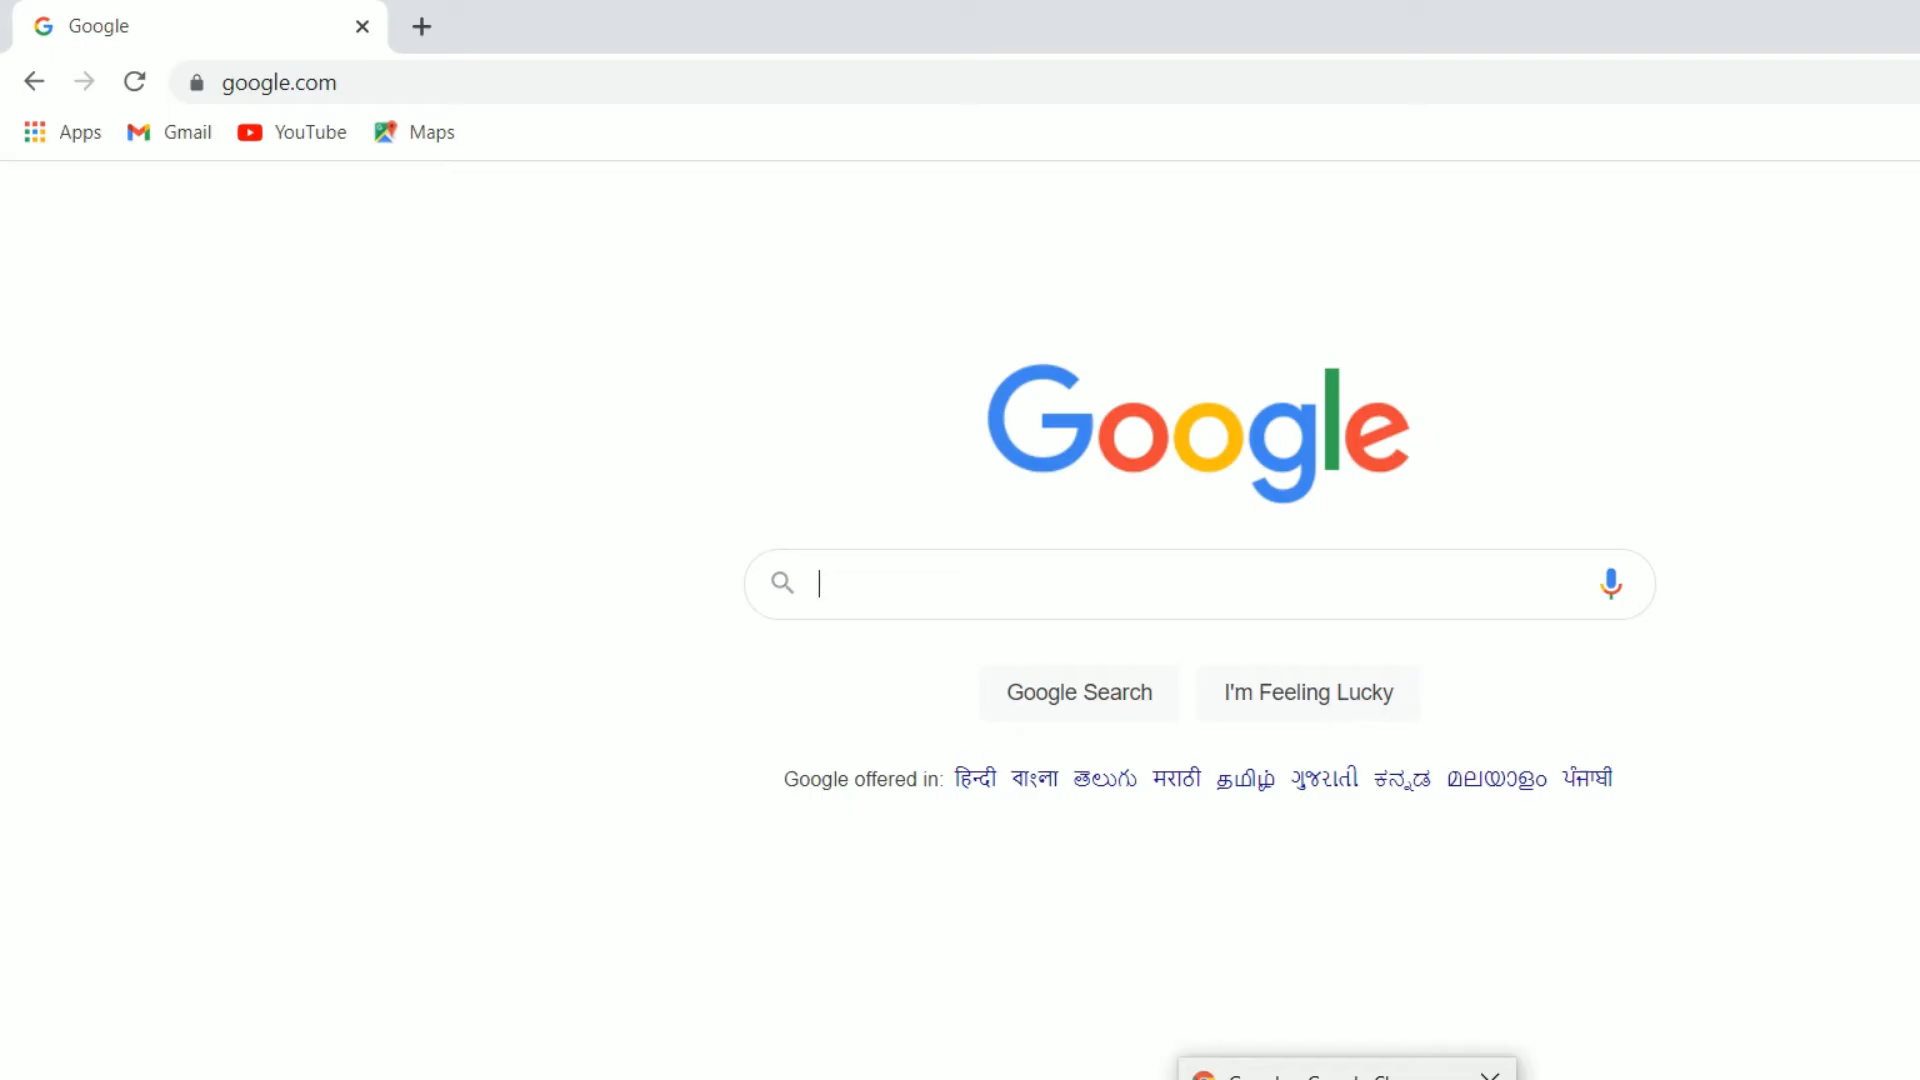 Google
google.com
Apps Gmail YouTube Maps
Google
Google Search I'm Feeling Lucky
Google offered in: हिन्दी বাংলা తెలుగు मराठी தமிழ் ગુજરાતી ಕನ್ನಡ മലയാളം ਪੰਜਾਬੀ